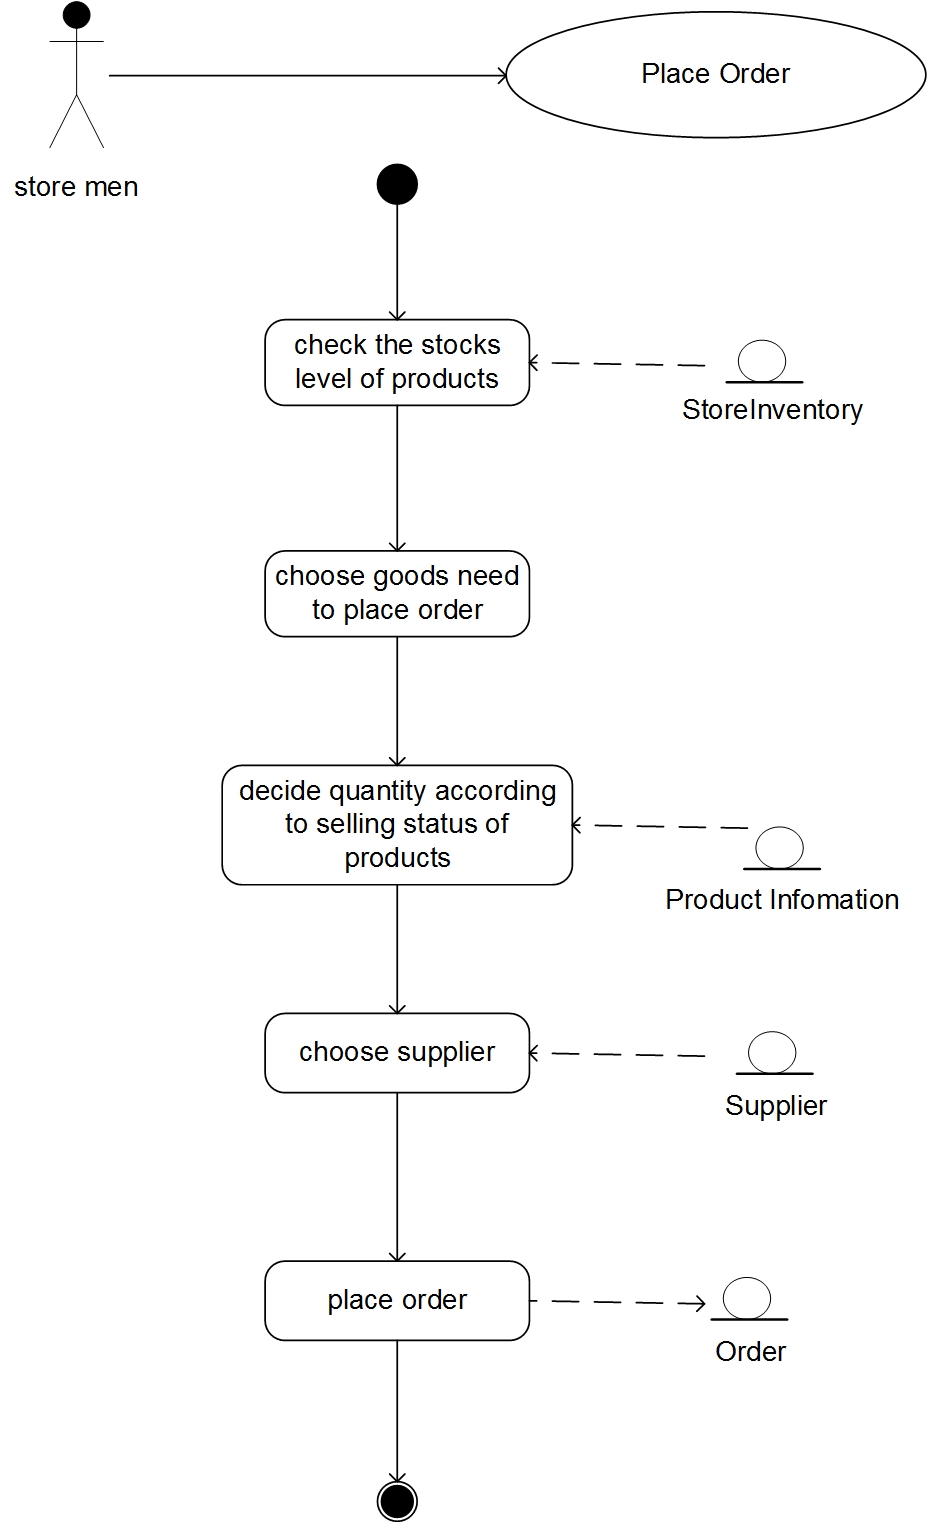 Place Order
store men
check the stocks
level of products
StoreInventory
choose goods need
to place order
decide quantity according
to selling status of
products
Product Infomation
choose supplier
Supplier
place order
Order